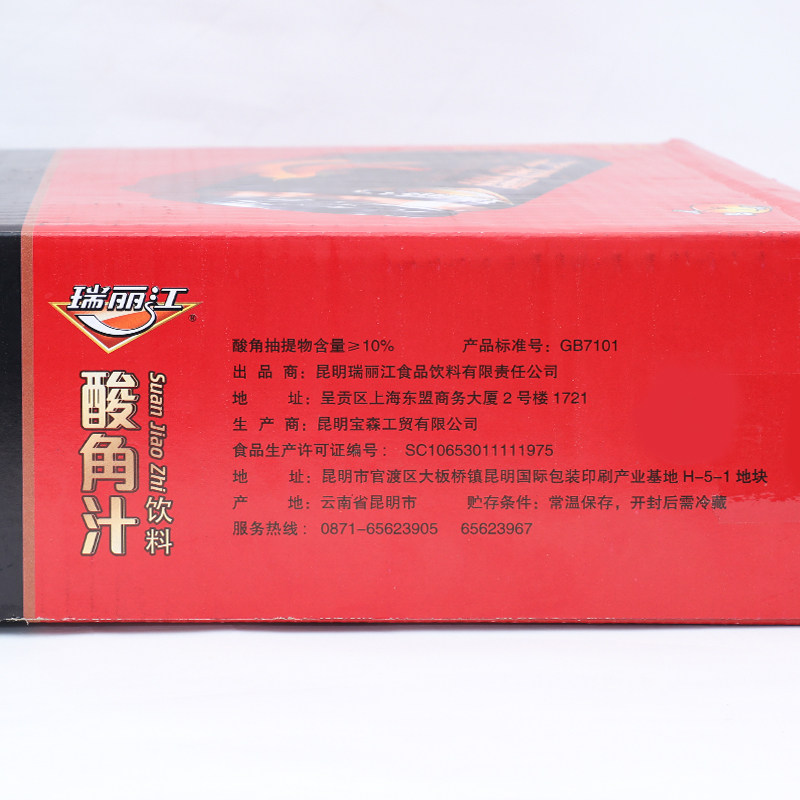 瑞丽江
®
酸角汁饮料
Suan Jiao Zhi
酸角抽提物含量≥10% 产品标准号：GB7101
出 品 商：昆明瑞丽江食品饮料有限责任公司
地 址：呈贡区上海东盟商务大厦2号楼1721
生 产 商：昆明宝森工贸有限公司
食品生产许可证编号： SC10653011111975
地 址：昆明市官渡区大板桥镇昆明国际包装印刷产业基地H-5-1地块
产 地：云南省昆明市 贮存条件：常温保存，开封后需冷藏
服务热线： 0871-65623905 65623967